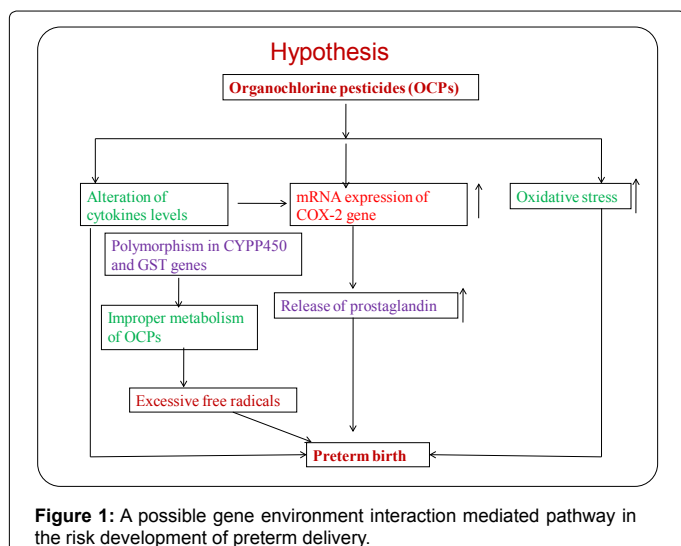 Hypothesis
Organochlorine pesticides (OCPs)
Alteration of
cytokines levels
mRNA expression of
COX-2 gene
Oxidative stress
Polymorphism in CYPP450
and GST genes
Release of prostaglandin
Improper metabolism
of OCPs
Excessive free radicals
Preterm birth
Figure 1: A possible gene environment interaction mediated pathway in
the risk development of preterm delivery.